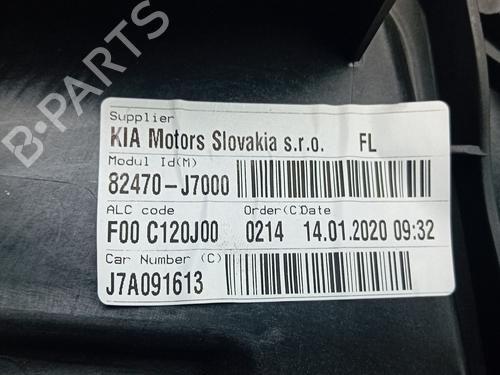 B-PARTS
Supplier
KIA Motors Slovakia s.r.o. FL
Modul Id(M)
82470-J7000
ALC code Order(C)Date
F00 C120J00 0214 14.01.2020 09:32
Car Number (C)
J7A091613